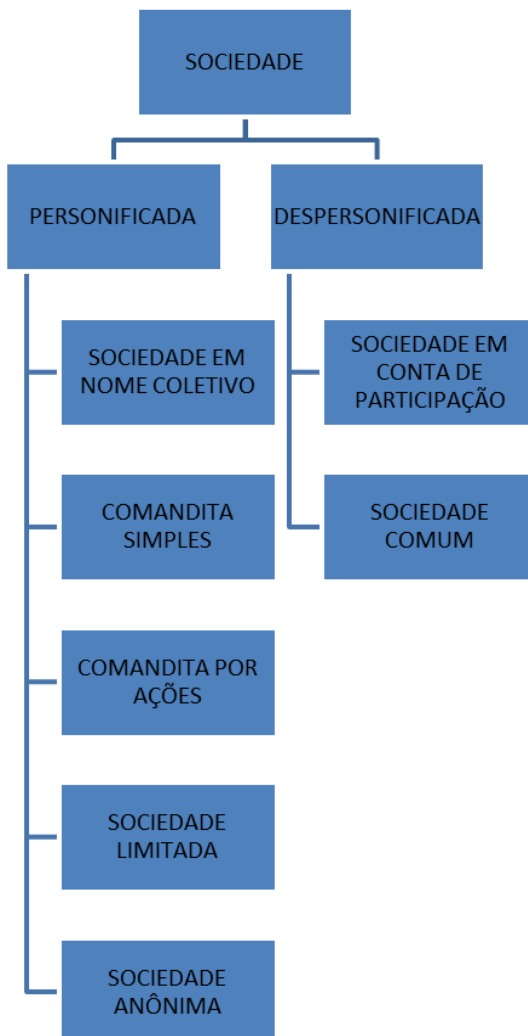 SOCIEDADE
PERSONIFICADA
DESPERSONIFICADA
SOCIEDADE EM
NOME COLETIVO
SOCIEDADE EM
CONTA DE
PARTICIPAÇÃO
COMANDITA
SIMPLES
SOCIEDADE
COMUM
COMANDITA POR
AÇÕES
SOCIEDADE
LIMITADA
SOCIEDADE
ANÔNIMA